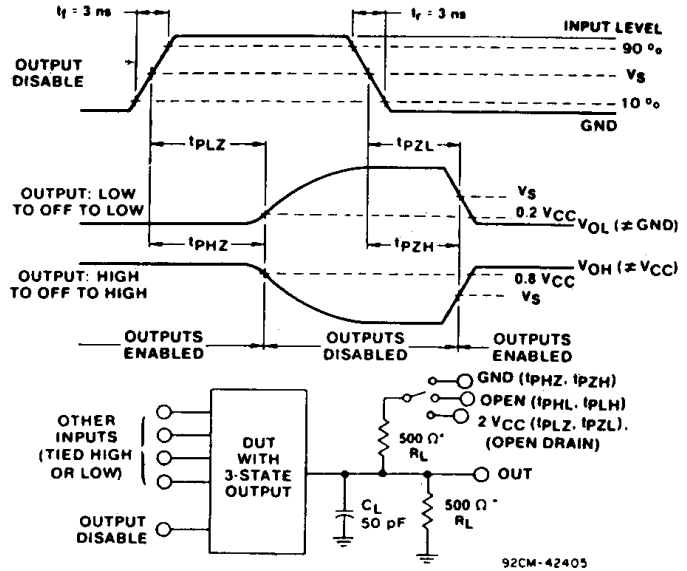 tf = 3 ns
tr = 3 ns
INPUT LEVEL
90 %
OUTPUT
DISABLE
VS
10 %
GND
tPLZ
tPZL
OUTPUT: LOW
TO OFF TO LOW
VS
0.2 VCC
VOL (≠ GND)
tPHZ
tPZH
OUTPUT: HIGH
TO OFF TO HIGH
VOH (≠ VCC)
0.8 VCC
VS
OUTPUTS
ENABLED
OUTPUTS
DISABLED
OUTPUTS
ENABLED
GND (tPHZ, tPZH)
OPEN (tPHL, tPLH)
2 VCC (tPLZ, tPZL),
(OPEN DRAIN)
OTHER
INPUTS
(TIED HIGH
OR LOW)
DUT
WITH
3-STATE
OUTPUT
500 Ω*
RL
OUT
CL
50 pF
500 Ω*
RL
OUTPUT
DISABLE
92CM-42405